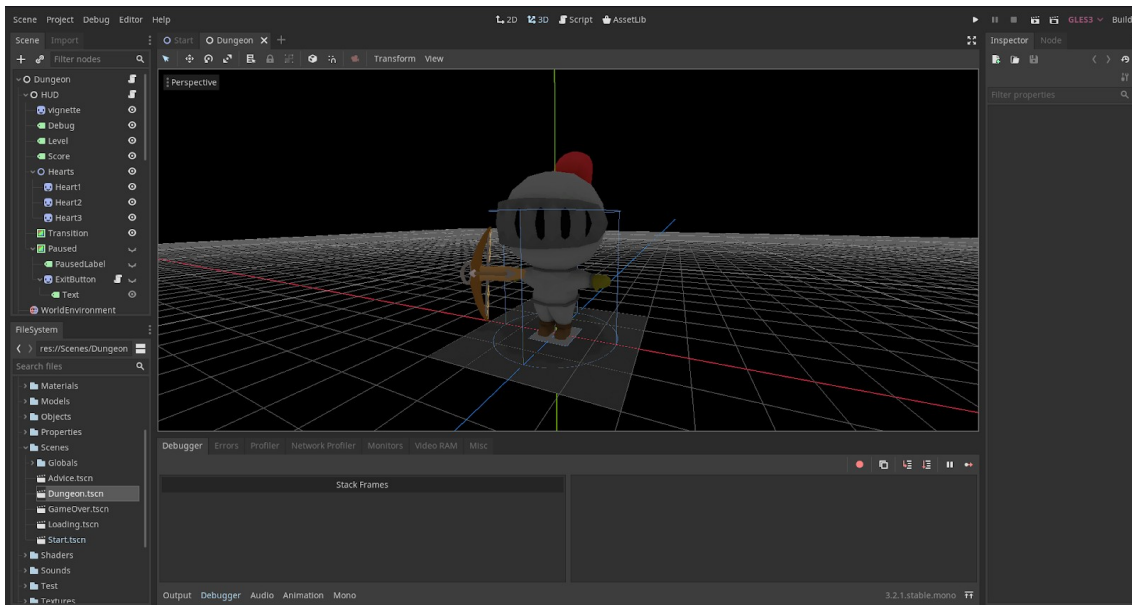 Scene Project Debug Editor Help 2D 3D Script AssetLib GLES3 Build
Scene Import Start Dungeon Inspector Node
Filter nodes Transform View
Dungeon Perspective
HUD Filter properties
vignette
Debug
Level
Score
Hearts
Heart1
Heart2
Heart3
Transition
Paused
PausedLabel
ExitButton
Text
WorldEnvironment
FileSystem
res://Scenes/Dungeon
Search files
Materials
Models
Objects
Properties
Scenes
Globals
Advice.tscn
Dungeon.tscn
GameOver.tscn
Loading.tscn
Start.tscn
Shaders
Sounds
Test
Textures
Debugger Errors Profiler Network Profiler Monitors Video RAM Misc
Stack Frames
Output Debugger Audio Animation Mono 3.2.1.stable.mono